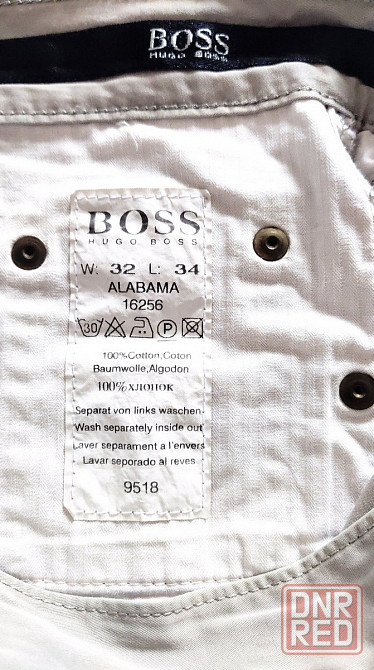 BOSS
HUGO BOSS
BOSS
HUGO BOSS
W: 32 L: 34
ALABAMA
16256
30 P
100%Cotton,Coton
Baumwolle,Algodon
100%ХЛОПОК
Separat von links waschen
Wash separately inside out
Laver separament a l'envers
Lavar seporado al reves
9518
DNR
RED